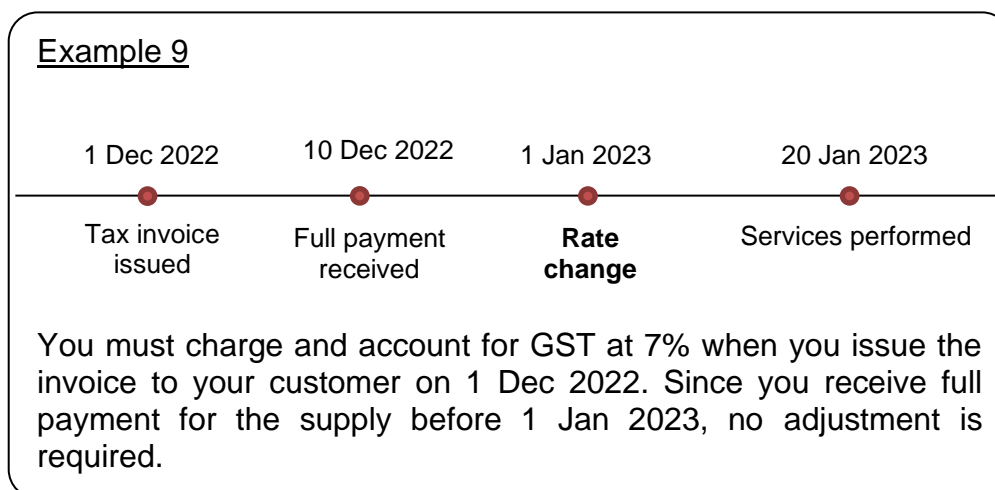 Example 9
1 Dec 2022 10 Dec 2022 1 Jan 2023 20 Jan 2023
Tax invoice issued
Full payment received
Rate change
Services performed
You must charge and account for GST at 7% when you issue the
invoice to your customer on 1 Dec 2022. Since you receive full
payment for the supply before 1 Jan 2023, no adjustment is
required.